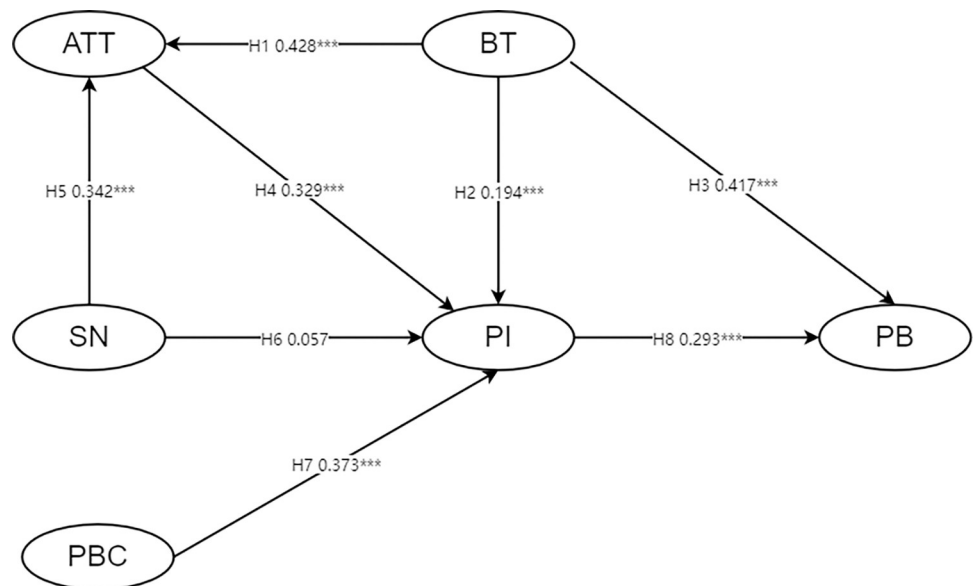 ATT
H1 0.428***
BT
H5 0.342***
H4 0.329***
H2 0.194***
H3 0.417***
SN
H6 0.057
PI
H8 0.293***
PB
H7 0.373***
PBC